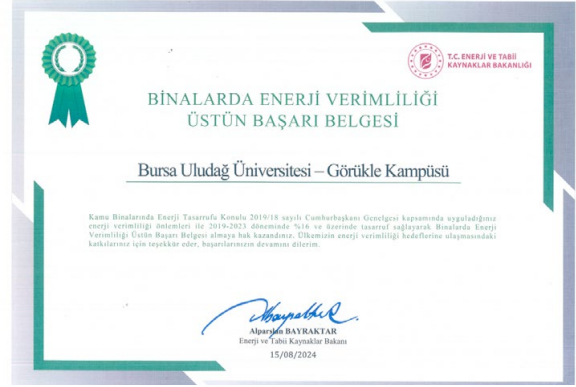 T.C. ENERJİ VE TABİİ
KAYNAKLAR BAKANLIĞI
BİNALARDA ENERJİ VERİMLİLİĞİ
ÜSTÜN BAŞARI BELGESİ
Bursa Uludağ Üniversitesi – Görükle Kampüsü
Kamu Binalarında Enerji Tasarrufu Konulu 2019/18 sayılı Cumhurbaşkanı Genelgesi kapsamında uyguladığınız
enerji verimliliği önlemleri ile 2019-2023 döneminde %16 ve üzerinde tasarruf sağlayarak Binalarda Enerji
Verimliliği Üstün Başarı Belgesi almaya hak kazandınız. Ülkemizin enerji verimliliği hedeflerine ulaşmasındaki
katkılarınız için teşekkür eder, başarılarınızın devamını dilerim.
Alparslan BAYRAKTAR
Enerji ve Tabii Kaynaklar Bakanı
15/08/2024